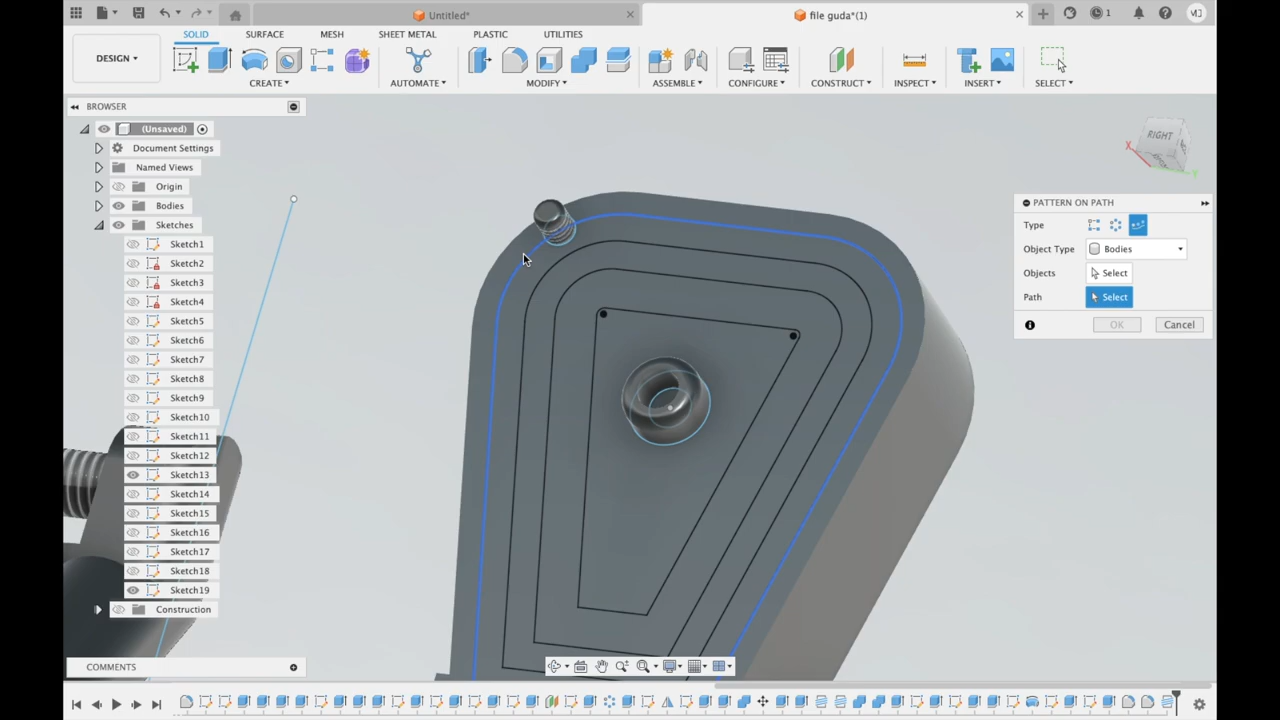 Untitled*
file guda*(1)
1
MJ
SOLID
SURFACE
MESH
SHEET METAL
PLASTIC
UTILITIES
DESIGN
CREATE
AUTOMATE
MODIFY
ASSEMBLE
CONFIGURE
CONSTRUCT
INSPECT
INSERT
SELECT
BROWSER
(Unsaved)
Document Settings
Named Views
Origin
Bodies
Sketches
Sketch1
Sketch2
Sketch3
Sketch4
Sketch5
Sketch6
Sketch7
Sketch8
Sketch9
Sketch10
Sketch11
Sketch12
Sketch13
Sketch14
Sketch15
Sketch16
Sketch17
Sketch18
Sketch19
Construction
COMMENTS
RIGHT
X
Y
PATTERN ON PATH
Type
Object Type Bodies
Objects Select
Path Select
OK Cancel